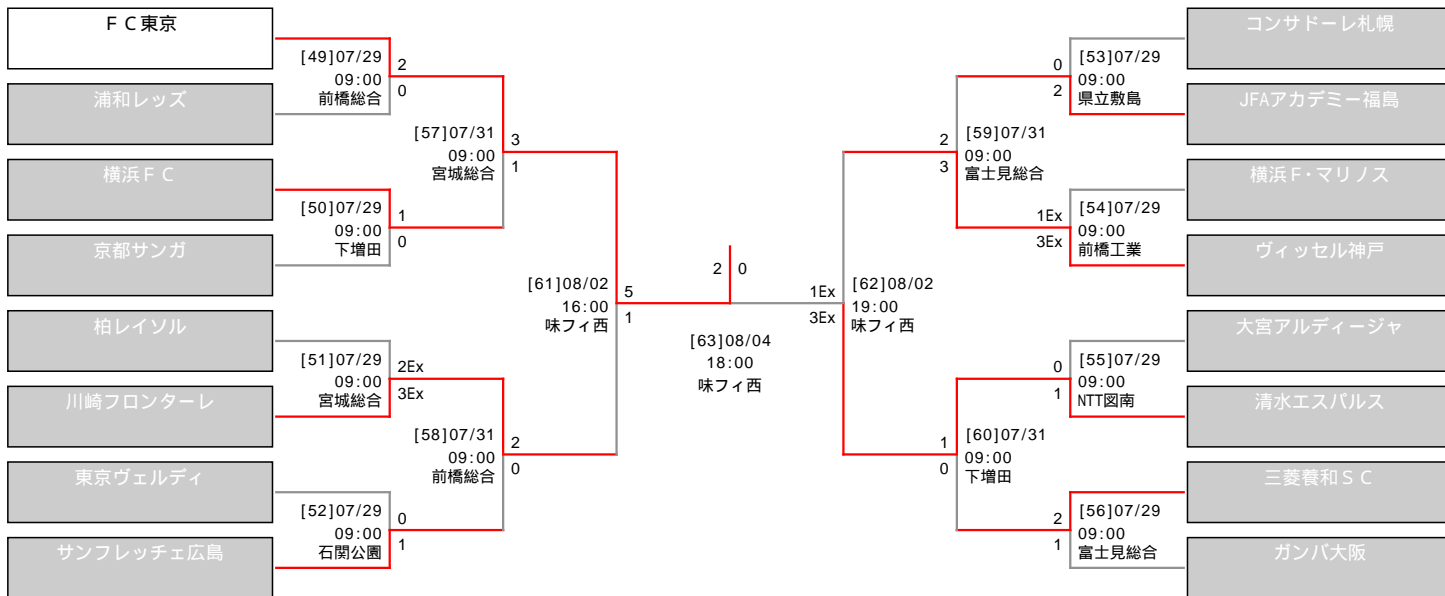 ＦＣ東京
浦和レッズ
横浜ＦＣ
京都サンガ
柏レイソル
川崎フロンターレ
東京ヴェルディ
サンフレッチェ広島
[49]07/29
09:00
前橋総合
2
0
[50]07/29
09:00
下増田
1
0
[51]07/29
09:00
宮城総合
2Ex
3Ex
[52]07/29
09:00
石関公園
0
1
[57]07/31
09:00
宮城総合
3
1
[58]07/31
09:00
前橋総合
2
0
[61]08/02
16:00
味フィ西
5
1
2
0
[63]08/04
18:00
味フィ西
1Ex
3Ex
[62]08/02
19:00
味フィ西
2
3
[59]07/31
09:00
富士見総合
1
0
[60]07/31
09:00
下増田
0
2
[53]07/29
09:00
県立敷島
1Ex
3Ex
[54]07/29
09:00
前橋工業
0
1
[55]07/29
09:00
NTT図南
2
1
[56]07/29
09:00
富士見総合
コンサドーレ札幌
JFAアカデミー福島
横浜Ｆ・マリノス
ヴィッセル神戸
大宮アルディージャ
清水エスパルス
三菱養和ＳＣ
ガンバ大阪